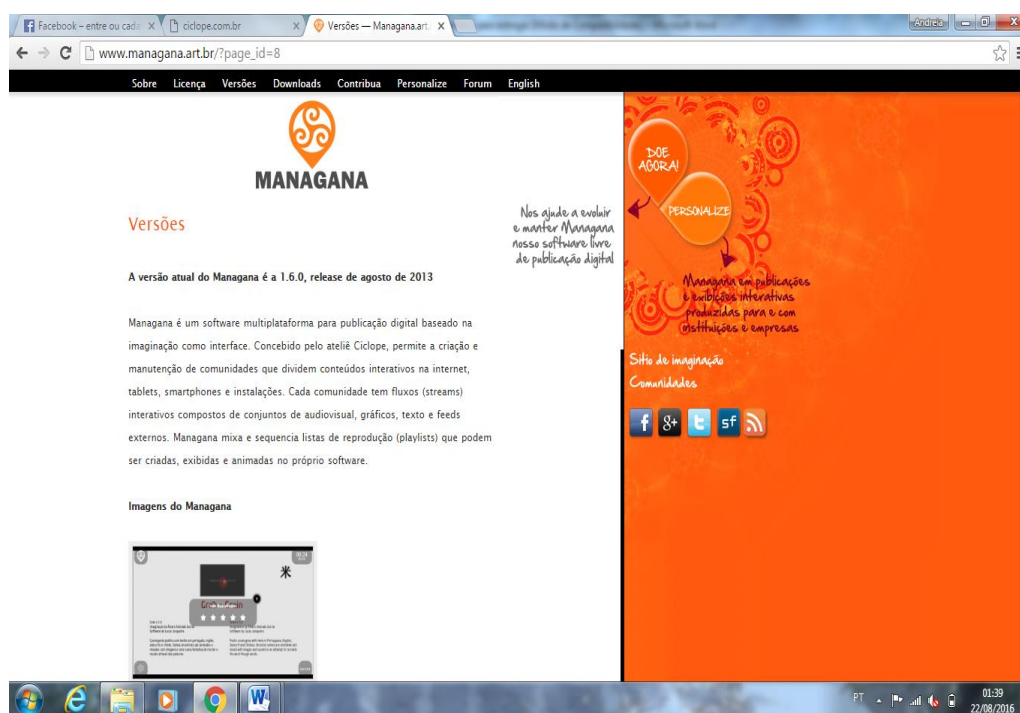 Facebook – entre ou cada
ciclope.com.br
Versões — Managana.art.
Andréia
www.managana.art.br/?page_id=8
Sobre Licença Versões Downloads Contribua Personalize Forum English
MANAGANA
DOE AGORA!
PERSONALIZE
Nos ajude a evoluir
e manter Managana
nosso software livre
de publicação digital
Managana em publicações
e exibições interativas
produzidas para e com
instituições e empresas
Sítio de imaginação
Comunidades
f g+ t sf
Versões
A versão atual do Managana é a 1.6.0, release de agosto de 2013
Managana é um software multiplataforma para publicação digital baseado na
imaginação como interface. Concebido pelo ateliê Ciclope, permite a criação e
manutenção de comunidades que dividem conteúdos interativos na internet,
tablets, smartphones e instalações. Cada comunidade tem fluxos (streams)
interativos compostos de conjuntos de audiovisual, gráficos, texto e feeds
externos. Managana mixa e sequencia listas de reprodução (playlists) que podem
ser criadas, exibidas e animadas no próprio software.
Imagens do Managana
米
PT
01:39
22/08/2016